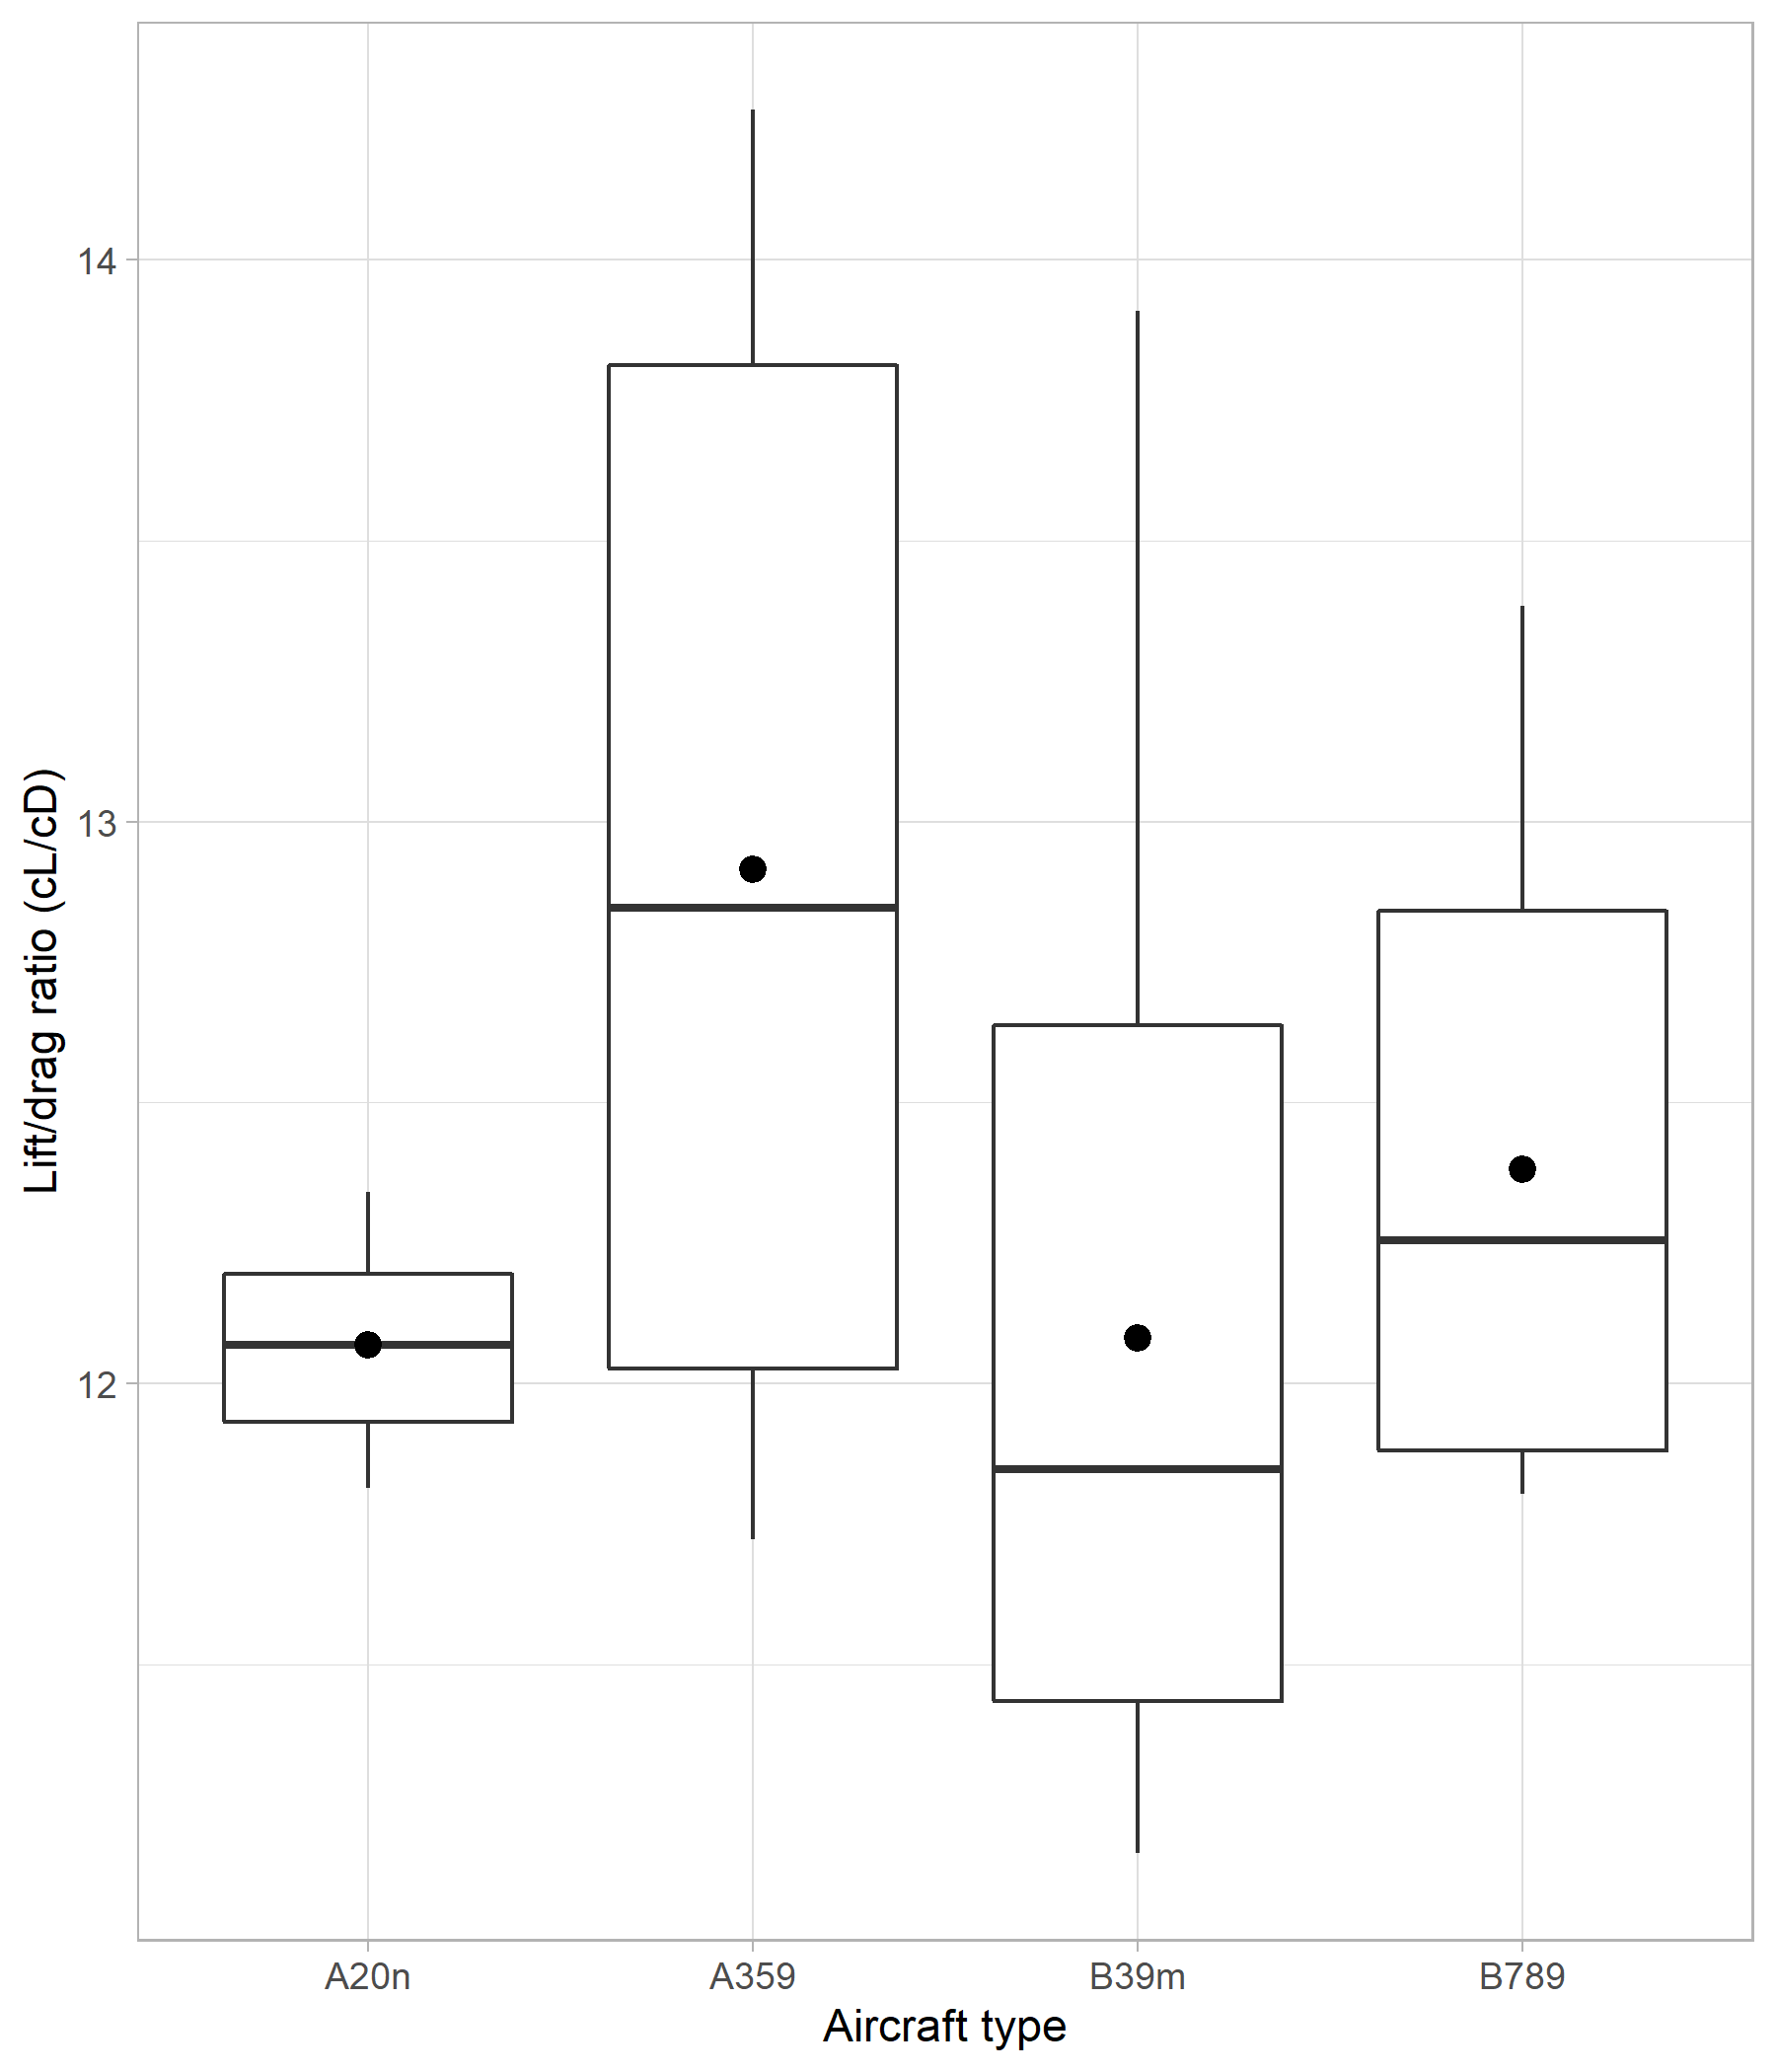 Lift/drag ratio (cL/cD)
14
13
12
A20n
A359
B39m
B789
Aircraft type